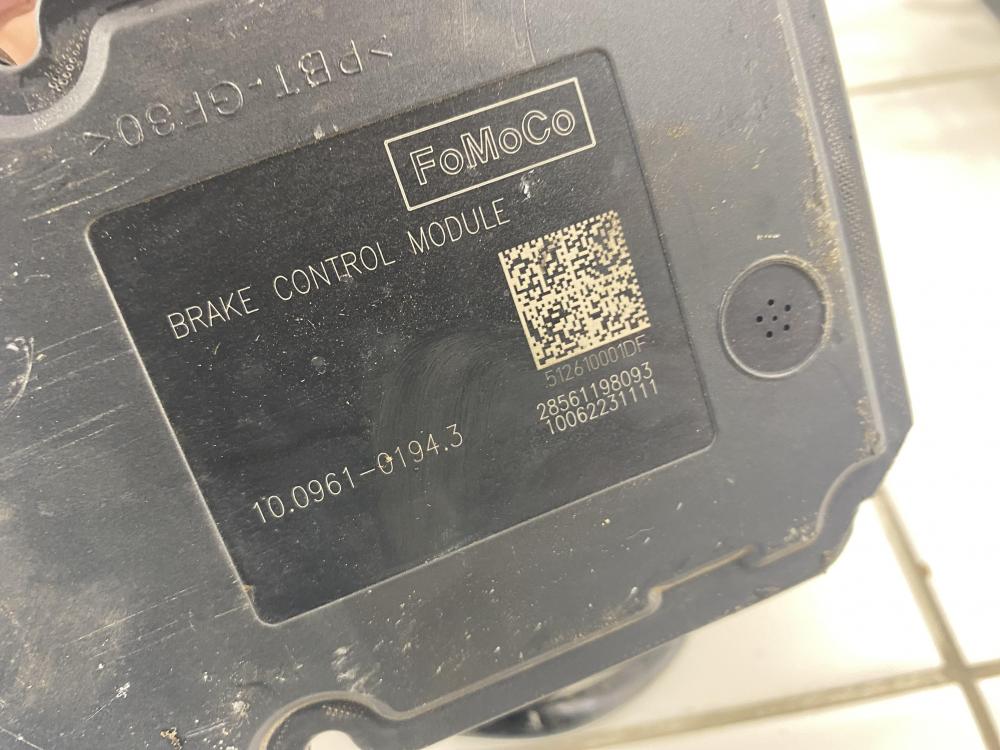 >PBT-GF30<
FoMoCo
BRAKE CONTROL MODULE
512610001DF
28561198093
10062231111
10.0961-0194.3